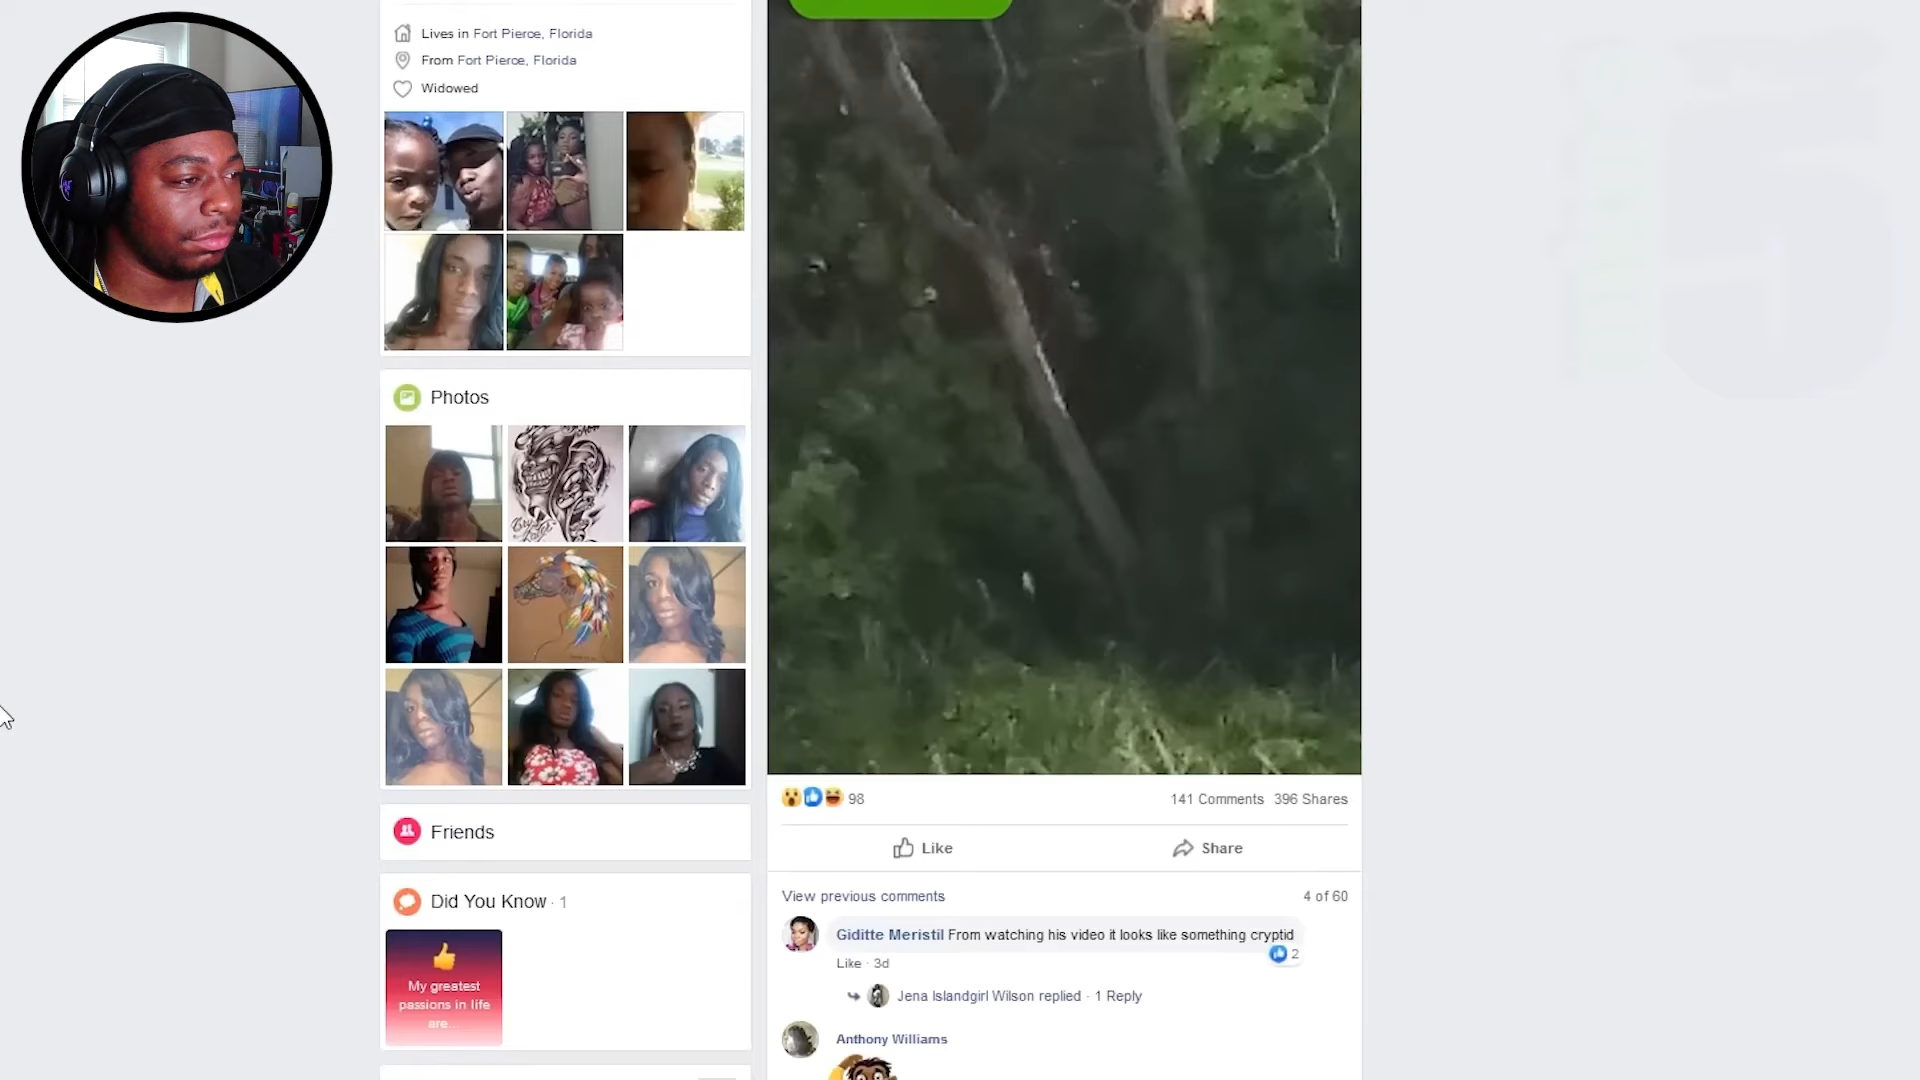 Lives in Fort Pierce, Florida
From Fort Pierce, Florida
Widowed
Photos
Friends
Did You Know · 1
My greatest
passions in life
are...
98
141 Comments 396 Shares
Like
Share
View previous comments
4 of 60
Giditte Meristil From watching his video it looks like something cryptid
2
Like · 3d
Jena Islandgirl Wilson replied · 1 Reply
Anthony Williams